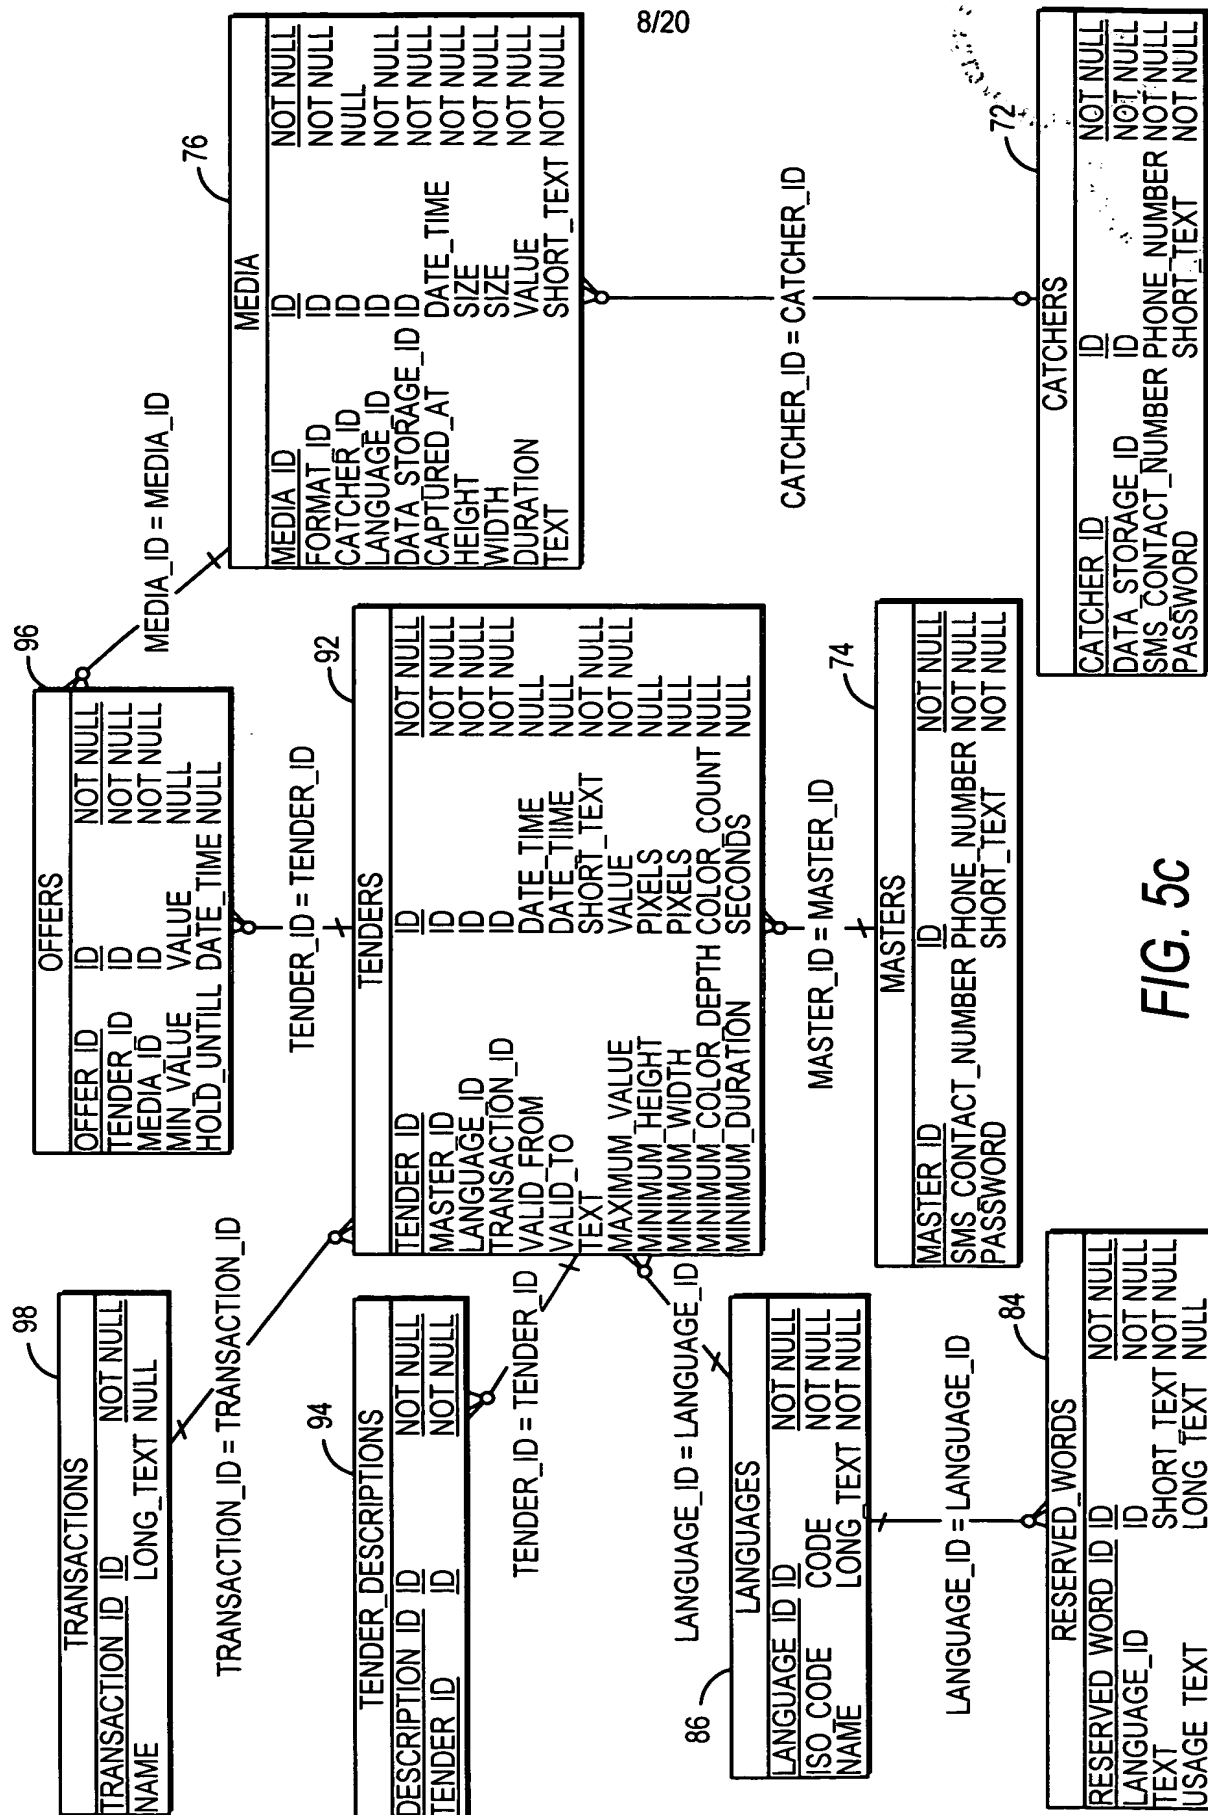 8/20
TRANSACTIONS
98
TRANSACTION_ID ID NOT NULL
NAME LONG_TEXT NULL
TRANSACTION_ID = TRANSACTION_ID
TENDER_DESCRIPTIONS
94
DESCRIPTION_ID ID NOT NULL
TENDER_ID ID NOT NULL
TENDER_ID = TENDER_ID
LANGUAGES
86
LANGUAGE_ID ID NOT NULL
ISO_CODE CODE NOT NULL
NAME LONG_TEXT NOT NULL
LANGUAGE_ID = LANGUAGE_ID
LANGUAGE_ID = LANGUAGE_ID
RESERVED_WORDS
84
RESERVED_WORD_ID ID NOT NULL
LANGUAGE_ID ID NOT NULL
TEXT SHORT_TEXT NOT NULL
USAGE_TEXT LONG_TEXT NULL
OFFERS
96
OFFER_ID ID NOT NULL
TENDER_ID ID NOT NULL
MEDIA_ID ID NOT NULL
MIN_VALUE VALUE NULL
HOLD_UNTILL DATE_TIME NULL
TENDER_ID = TENDER_ID
TENDERS
92
TENDER_ID ID NOT NULL
MASTER_ID ID NOT NULL
LANGUAGE_ID ID NOT NULL
TRANSACTION_ID ID NOT NULL
VALID_FROM DATE_TIME NULL
VALID_TO DATE_TIME NULL
TEXT SHORT_TEXT NOT NULL
MAXIMUM_VALUE VALUE NOT NULL
MINIMUM_HEIGHT PIXELS NULL
MINIMUM_WIDTH PIXELS NULL
MINIMUM_COLOR_DEPTH COLOR_COUNT NULL
MINIMUM_DURATION SECONDS NULL
MASTER_ID = MASTER_ID
MASTERS
74
MASTER_ID ID NOT NULL
SMS_CONTACT_NUMBER PHONE_NUMBER NOT NULL
PASSWORD SHORT_TEXT NOT NULL
MEDIA_ID = MEDIA_ID
MEDIA
76
MEDIA_ID ID NOT NULL
FORMAT_ID ID NOT NULL
CATCHER_ID ID NULL
LANGUAGE_ID ID NOT NULL
DATA_STORAGE_ID ID NOT NULL
CAPTURED_AT DATE_TIME NOT NULL
HEIGHT SIZE NOT NULL
WIDTH SIZE NOT NULL
DURATION VALUE NOT NULL
TEXT SHORT_TEXT NOT NULL
CATCHER_ID = CATCHER_ID
CATCHERS
72
CATCHER_ID ID NOT NULL
DATA_STORAGE_ID ID NOT NULL
SMS_CONTACT_NUMBER PHONE_NUMBER NOT NULL
PASSWORD SHORT_TEXT NOT NULL
FIG. 5c